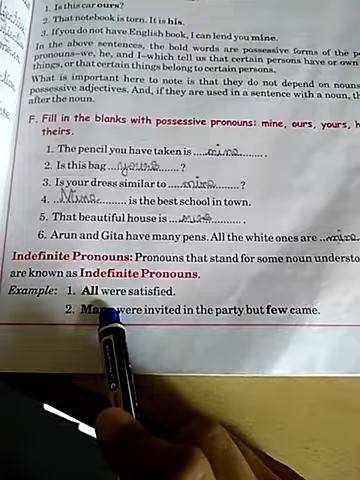 1. Is this car ours?
2. That notebook is torn. It is his.
3. If you do not have English book, I can lend you mine.
In the above sentences, the bold words are possessive forms of the
pronouns—we, he, and I—which tell us that certain persons have or own
things, or that certain things belong to certain persons.
What is important here to note is that they do not depend on nouns
possessive adjectives. And, if they are used in a sentence with a noun,
after the noun.
F. Fill in the blanks with possessive pronouns: mine, ours, yours,
theirs.
1. The pencil you have taken is ...mine... .
2. Is this bag ...yours... ?
3. Is your dress similar to ...mine... ?
4. ...Mine... is the best school in town.
5. That beautiful house is ... .
6. Arun and Gita have many pens. All the white ones are ...mine
Indefinite Pronouns: Pronouns that stand for some noun
are known as Indefinite Pronouns.
Example: 1. All were satisfied.
2. were invited in the party but few came.